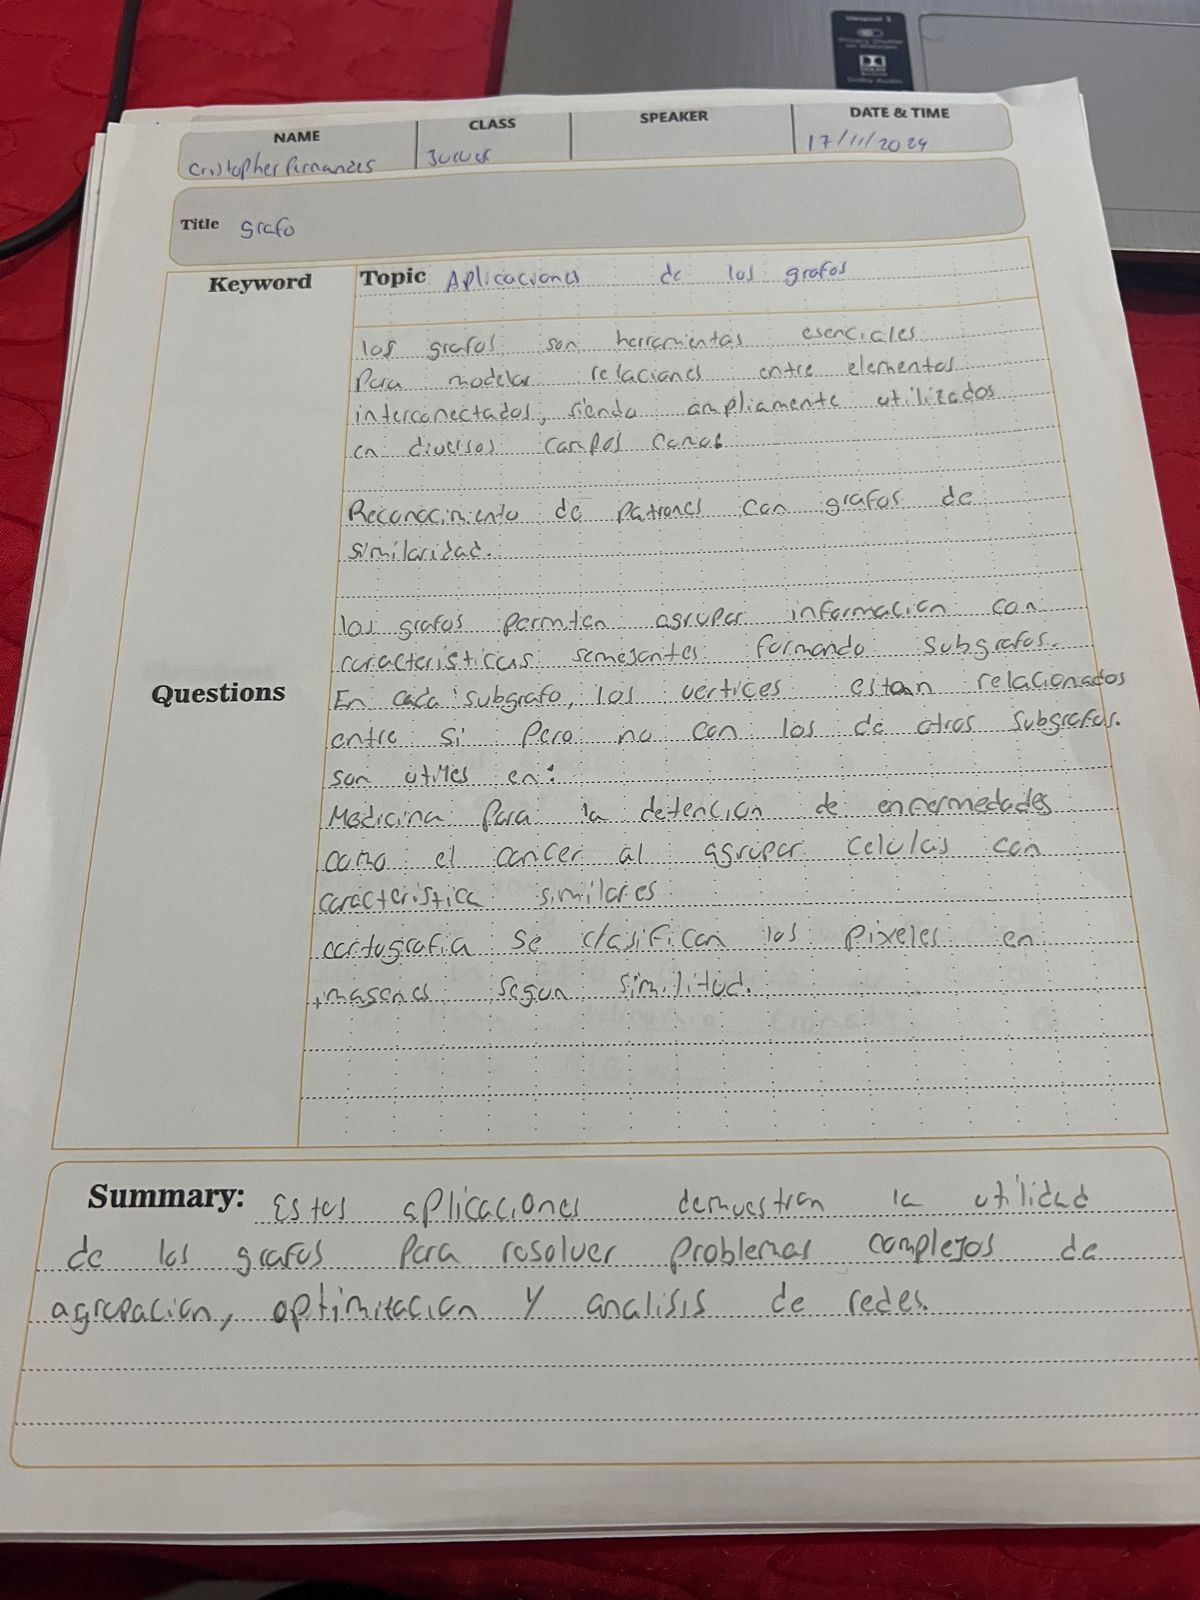 NAME
CLASS
SPEAKER
DATE & TIME
Cristopher Fernandes
Jueves
17/11/2024
Title grafo
Keyword
Topic Aplicaciones de los grafos
los grafos son herramientas esenciales
Para modelar relaciones entre elementos
interconectados, siendo ampliamente utilizados
en diversos campos como
Reconocimiento de Patrones con grafos de
similaridad.
los grafos permiten agrupar informacion con
caracteristicas semejantes formando subgrafos.
Questions
En cada subgrafo, los vertices estan relacionados
entre si Pero no con los de otros subgrafos.
son utiles en:
Medicina Para la detencion de enfermedades
como el cancer al agrupar celulas con
caracteristica similares
cartografia se clasifican los pixeles en
imagenes segun similitud.
Summary: Estas aplicaciones demuestran la utilidad
de los grafos Para resolver problemas complejos de
agrupacion, optimitacion y analisis de redes.